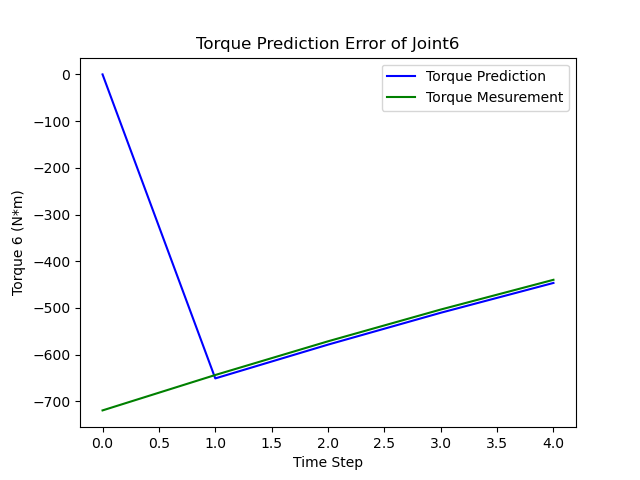 Torque Prediction Error of Joint6
Torque Prediction
Torque Mesurement
0
−100
−200
−300
−400
−500
−600
−700
Torque 6 (N*m)
0.0 0.5 1.0 1.5 2.0 2.5 3.0 3.5 4.0
Time Step